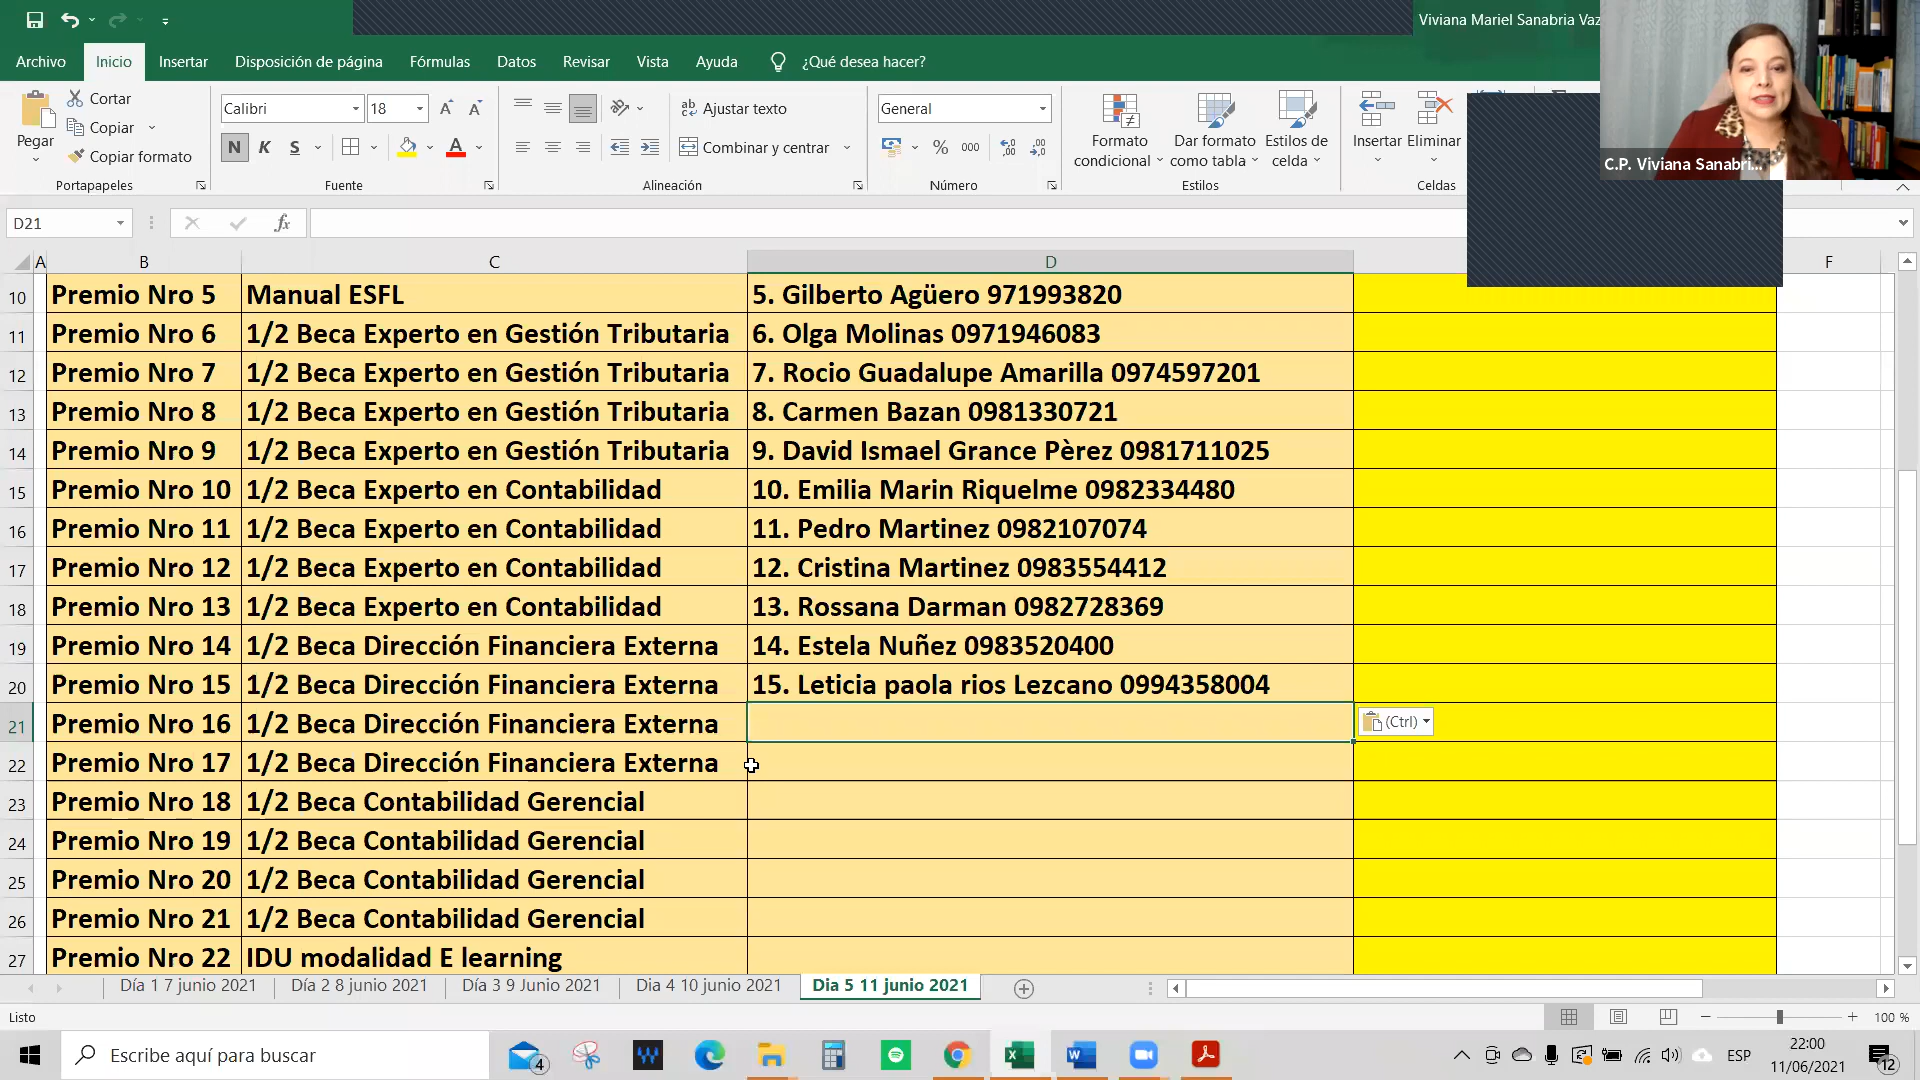 Viviana Mariel Sanabria Vaz
Archivo Inicio Insertar Disposición de página Fórmulas Datos Revisar Vista Ayuda ¿Qué desea hacer?
Pegar
Cortar
Copiar
Copiar formato
Portapapeles
Calibri 18
N K S
Fuente
Ajustar texto
Combinar y centrar
Alineación
General
% 000
Número
Formato condicional
Dar formato como tabla
Estilos de celda
Estilos
Insertar Eliminar
Celdas
C.P. Viviana Sanabri...
D21 fx
A B C D F
10 Premio Nro 5 Manual ESFL 5. Gilberto Agüero 971993820
11 Premio Nro 6 1/2 Beca Experto en Gestión Tributaria 6. Olga Molinas 0971946083
12 Premio Nro 7 1/2 Beca Experto en Gestión Tributaria 7. Rocio Guadalupe Amarilla 0974597201
13 Premio Nro 8 1/2 Beca Experto en Gestión Tributaria 8. Carmen Bazan 0981330721
14 Premio Nro 9 1/2 Beca Experto en Gestión Tributaria 9. David Ismael Grance Pèrez 0981711025
15 Premio Nro 10 1/2 Beca Experto en Contabilidad 10. Emilia Marin Riquelme 0982334480
16 Premio Nro 11 1/2 Beca Experto en Contabilidad 11. Pedro Martinez 0982107074
17 Premio Nro 12 1/2 Beca Experto en Contabilidad 12. Cristina Martinez 0983554412
18 Premio Nro 13 1/2 Beca Experto en Contabilidad 13. Rossana Darman 0982728369
19 Premio Nro 14 1/2 Beca Dirección Financiera Externa 14. Estela Nuñez 0983520400
20 Premio Nro 15 1/2 Beca Dirección Financiera Externa 15. Leticia paola rios Lezcano 0994358004
21 Premio Nro 16 1/2 Beca Dirección Financiera Externa (Ctrl)
22 Premio Nro 17 1/2 Beca Dirección Financiera Externa
23 Premio Nro 18 1/2 Beca Contabilidad Gerencial
24 Premio Nro 19 1/2 Beca Contabilidad Gerencial
25 Premio Nro 20 1/2 Beca Contabilidad Gerencial
26 Premio Nro 21 1/2 Beca Contabilidad Gerencial
27 Premio Nro 22 IDU modalidad E learning
Día 1 7 junio 2021 Día 2 8 junio 2021 Día 3 9 Junio 2021 Dia 4 10 junio 2021 Dia 5 11 junio 2021
Listo 100 %
Escribe aquí para buscar 4 ESP 22:00
11/06/2021 12